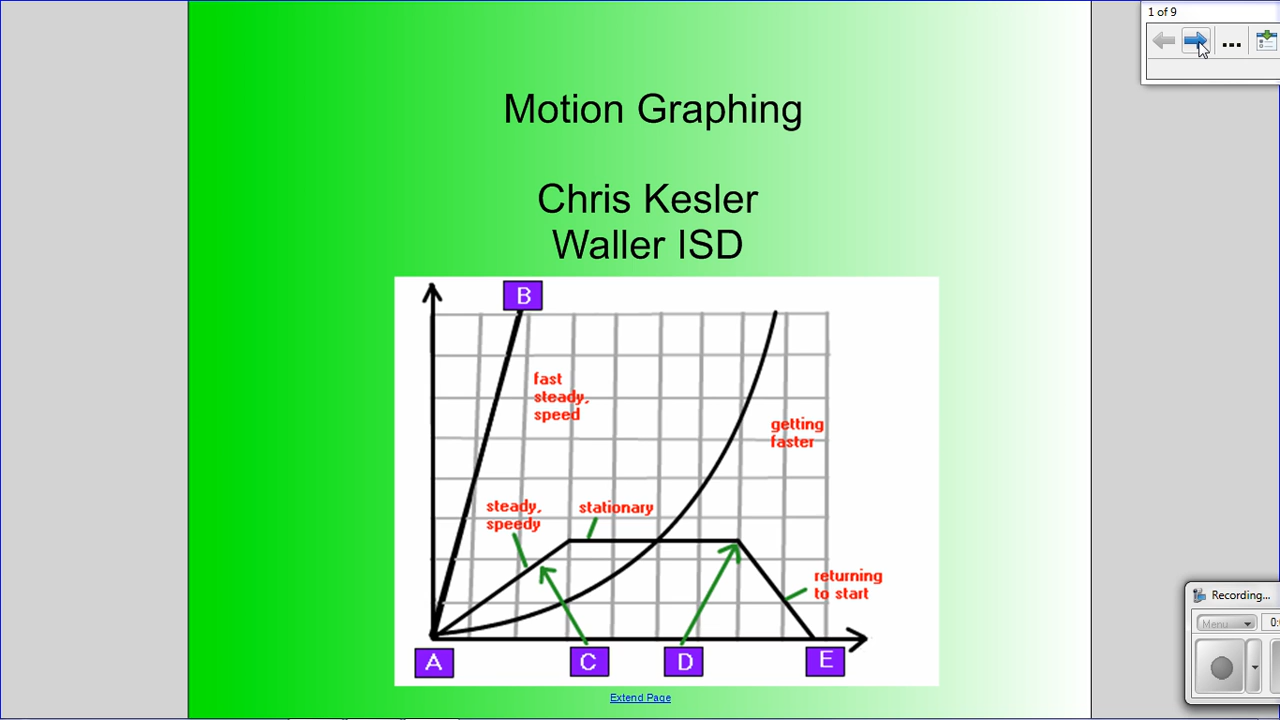 1 of 9
...
Motion Graphing
Chris Kesler
Waller ISD
B
fast
steady,
speed
getting
faster
steady,
speedy
stationary
returning
to start
A
C
D
E
Extend Page
Recording...
Menu